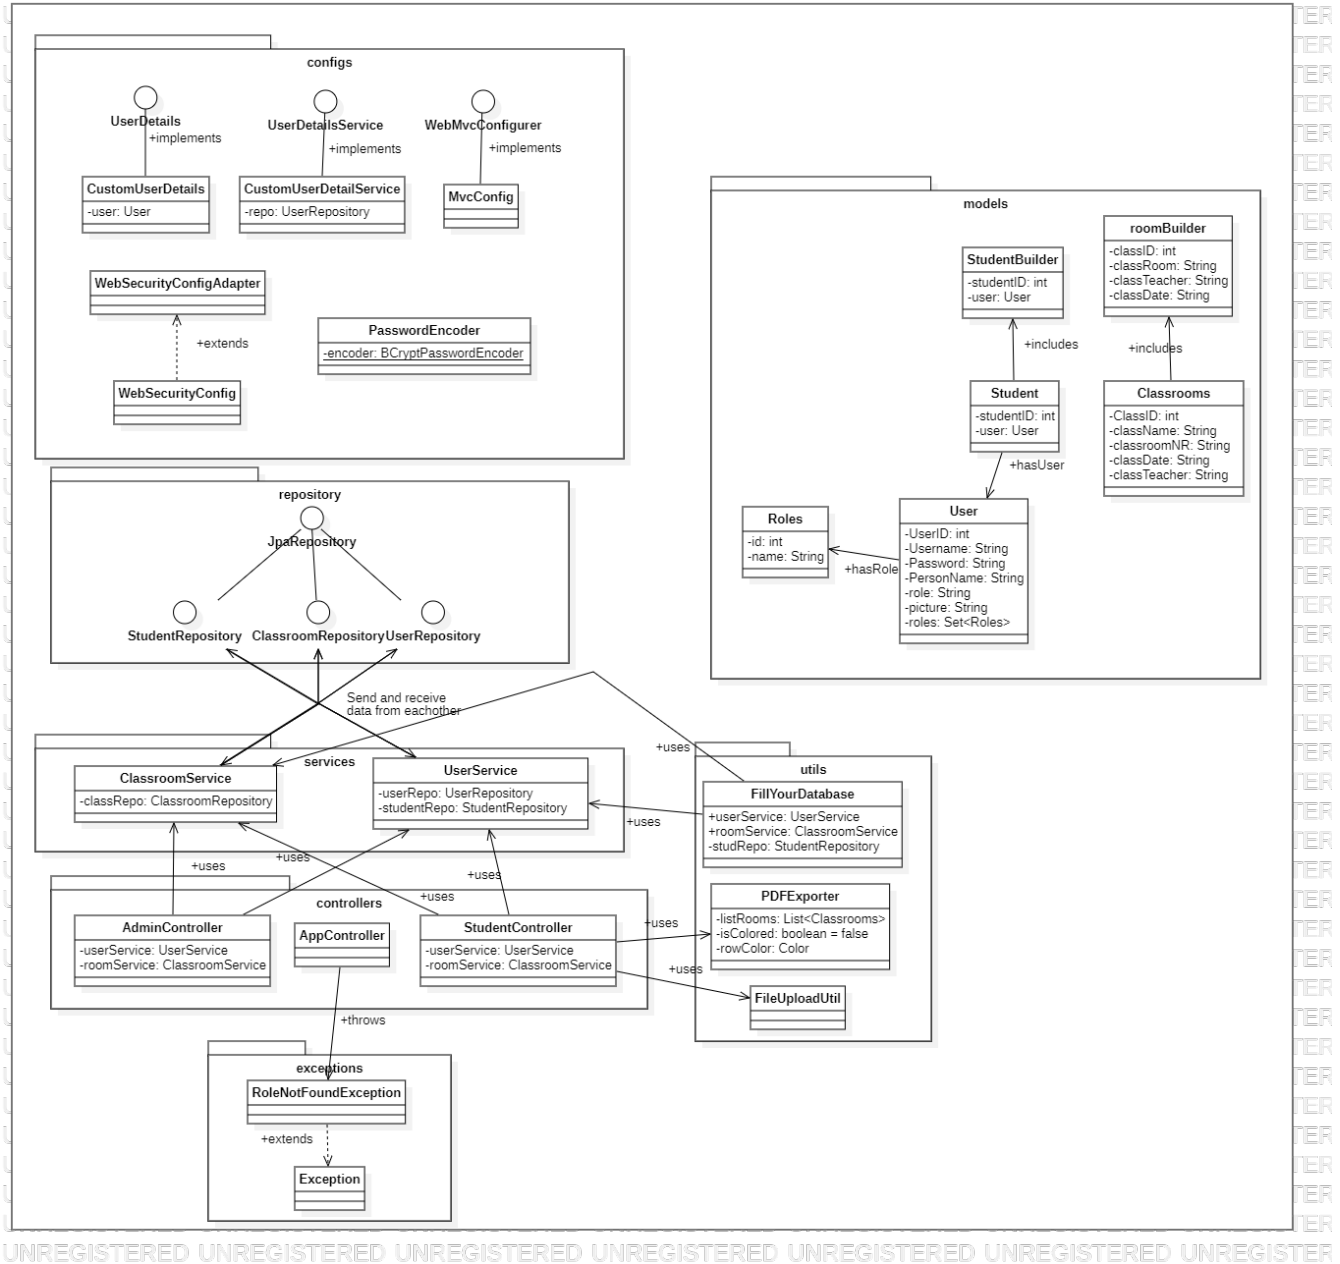 configs
UserDetails
+implements
CustomUserDetails
-user: User
UserDetailsService
+implements
CustomUserDetailService
-repo: UserRepository
WebMvcConfigurer
+implements
MvcConfig
WebSecurityConfigAdapter
+extends
WebSecurityConfig
PasswordEncoder
-encoder: BCryptPasswordEncoder
models
StudentBuilder
-studentID: int
-user: User
roomBuilder
-classID: int
-classRoom: String
-classTeacher: String
-classDate: String
+includes
+includes
Student
-studentID: int
-user: User
Classrooms
-ClassID: int
-className: String
-classroomNR: String
-classDate: String
-classTeacher: String
+hasUser
Roles
-id: int
-name: String
+hasRole
User
-UserID: int
-Username: String
-Password: String
-PersonName: String
-role: String
-picture: String
-roles: Set<Roles>
repository
JpaRepository
StudentRepository
ClassroomRepository
UserRepository
Send and receive
data from eachother
services
ClassroomService
-classRepo: ClassroomRepository
UserService
-userRepo: UserRepository
-studentRepo: StudentRepository
+uses
+uses
utils
FillYourDatabase
+userService: UserService
+roomService: ClassroomService
-studRepo: StudentRepository
PDFExporter
-listRooms: List<Classrooms>
-isColored: boolean = false
-rowColor: Color
FileUploadUtil
+uses
+uses
+uses
+uses
controllers
AdminController
-userService: UserService
-roomService: ClassroomService
AppController
StudentController
-userService: UserService
-roomService: ClassroomService
+uses
+uses
+throws
exceptions
RoleNotFoundException
+extends
Exception
UNREGISTERED UNREGISTERED UNREGISTERED UNREGISTERED UNREGISTERED UNREGISTERED UNREGISTER